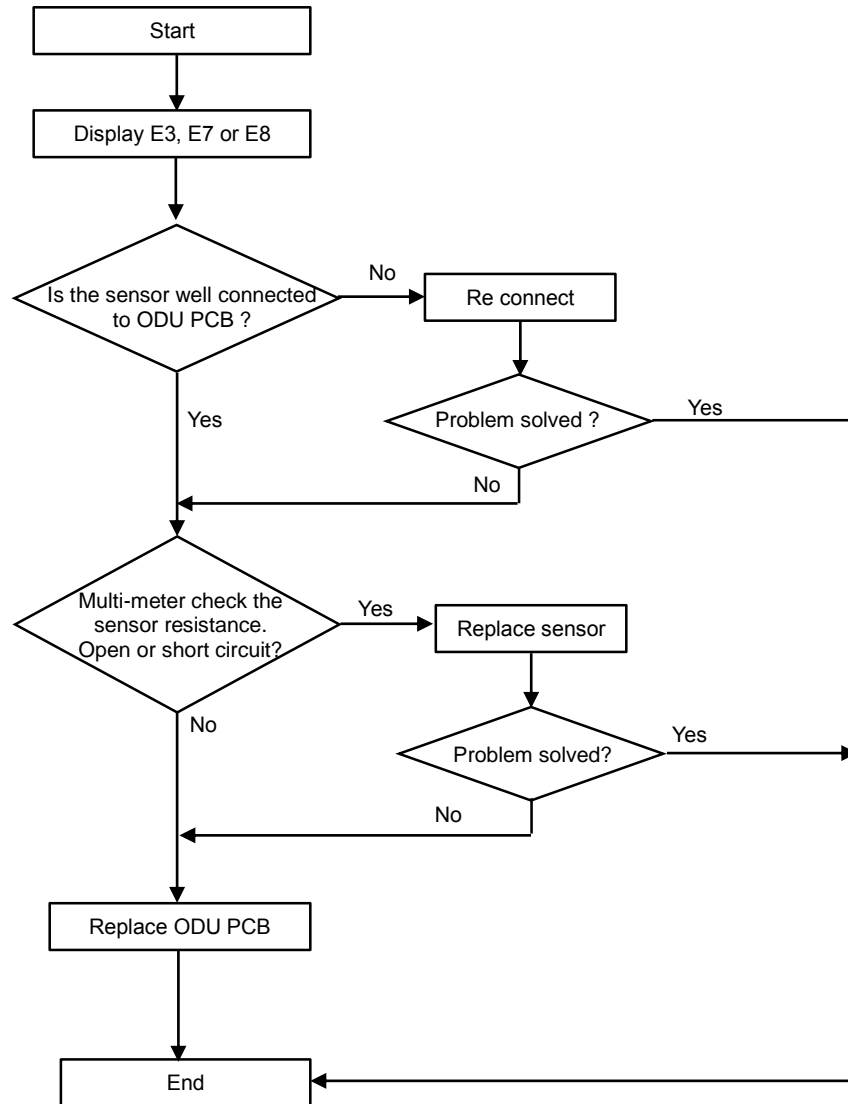 Start
Display E3, E7 or E8
Is the sensor well connected
to ODU PCB ?
No
Re connect
Yes
Problem solved ?
Yes
No
Multi-meter check the
sensor resistance.
Open or short circuit?
Yes
Replace sensor
No
Problem solved?
Yes
No
Replace ODU PCB
End